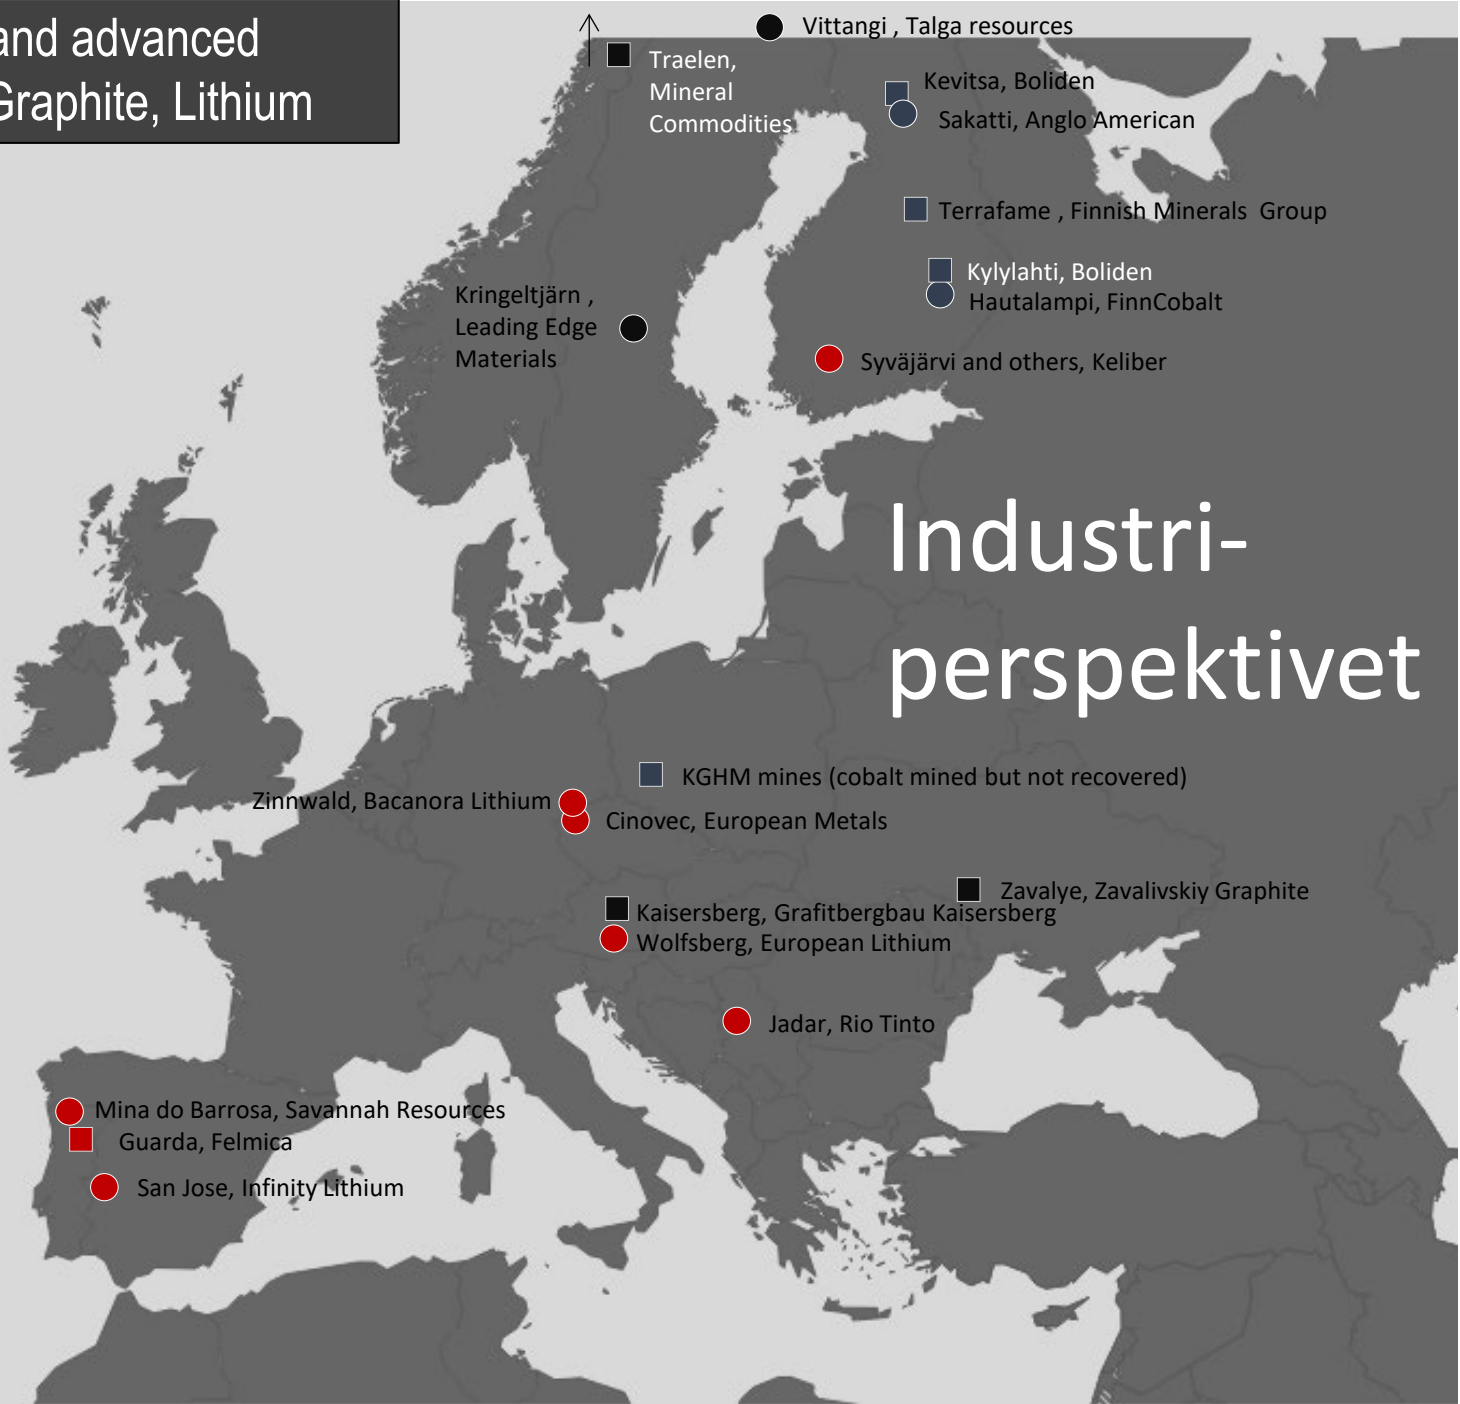 and advanced
Graphite, Lithium
Vittangi , Talga resources
Traelen,
Mineral
Commodities
Kevitsa, Boliden
Sakatti, Anglo American
Terrafame , Finnish Minerals Group
Kylylahti, Boliden
Hautalampi, FinnCobalt
Kringeltjärn ,
Leading Edge
Materials
Syväjärvi and others, Keliber
Industri-
perspektivet
KGHM mines (cobalt mined but not recovered)
Zinnwald, Bacanora Lithium
Cinovec, European Metals
Zavalye, Zavalivskiy Graphite
Kaisersberg, Grafitbergbau Kaisersberg
Wolfsberg, European Lithium
Jadar, Rio Tinto
Mina do Barrosa, Savannah Resources
Guarda, Felmica
San Jose, Infinity Lithium